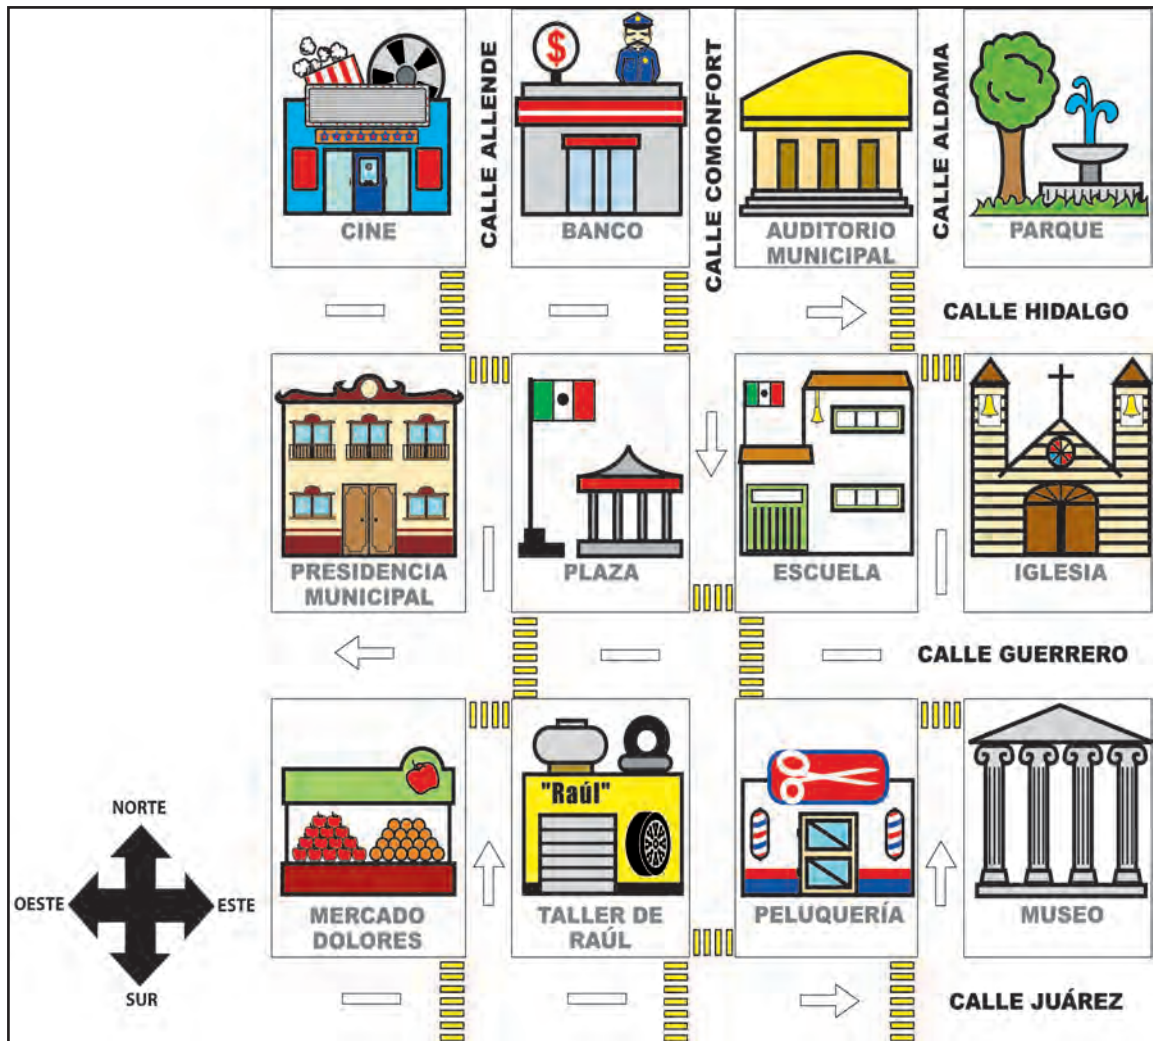 CINE
CALLE ALLENDE
BANCO
CALLE COMONFORT
AUDITORIO
MUNICIPAL
CALLE ALDAMA
PARQUE
$
CALLE HIDALGO
PRESIDENCIA
MUNICIPAL
PLAZA
ESCUELA
IGLESIA
CALLE GUERRERO
"Raúl"
MERCADO
DOLORES
TALLER DE
RAÚL
PELUQUERÍA
MUSEO
CALLE JUÁREZ
NORTE
OESTE
ESTE
SUR